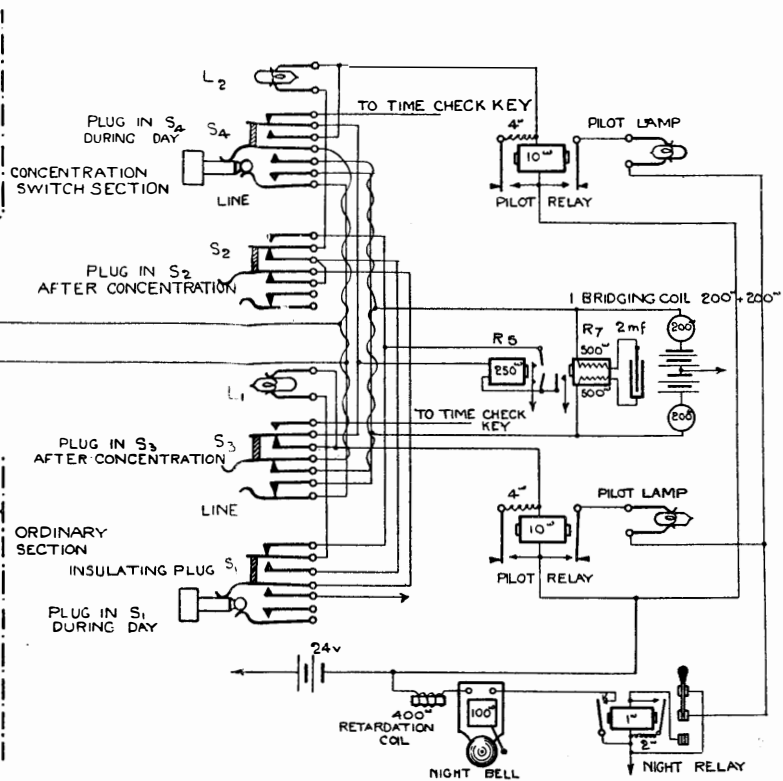 L2
TO TIME CHECK KEY
PLUG IN S4
DURING DAY
S4
4ω
PILOT LAMP
10ω
CONCENTRATION
SWITCH SECTION
LINE
PILOT RELAY
S2
PLUG IN S2
AFTER CONCENTRATION
1 BRIDGING COIL 200ω+200ω
R5
R7
2mf
200ω
500ω
250ω
500ω
200ω
L1
TO TIME CHECK
KEY
PLUG IN S3
AFTER CONCENTRATION
S3
4ω
PILOT LAMP
LINE
10ω
ORDINARY
SECTION
INSULATING PLUG
S1
PILOT RELAY
PLUG IN S1
DURING DAY
24v
400ω
RETARDATION
COIL
100ω
1ω
2ω
NIGHT BELL
NIGHT RELAY